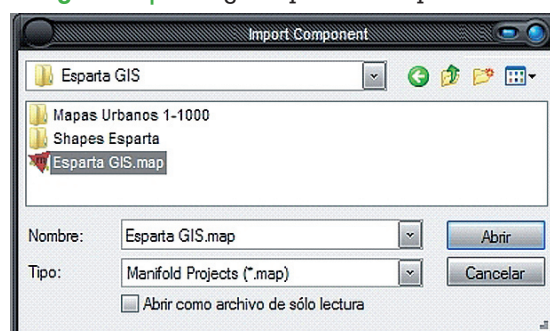 Import Component
Esparta GIS
Mapas Urbanos 1-1000
Shapes Esparta
Esparta GIS.map
Nombre: Esparta GIS.map Abrir
Tipo: Manifold Projects (*.map) Cancelar
Abrir como archivo de sólo lectura